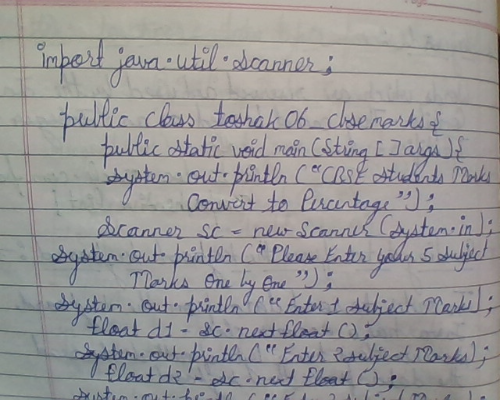 import java.util.scanner;
public class toshak06_cbsemarks{
public static void main(String[]args){
system.out.println("CBSE Students Marks
Convert to Percentage");
Scanner sc = new Scanner(system.in);
system.out.println("Please Enter your 5 subject
Marks One by One");
system.out.println("Enter 1 subject Marks);
float d1 - sc.nextfloat();
system.out.println("Enter 2 subject Marks);
float d2 - sc.nextfloat();